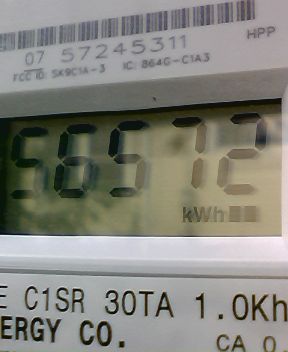 07 57245311
HPP
FCC ID: SK9C1A-3 IC: 864G-C1A3
56572
kWh
E C1SR 30TA 1.0Kh
ERGY CO.
CA 0.